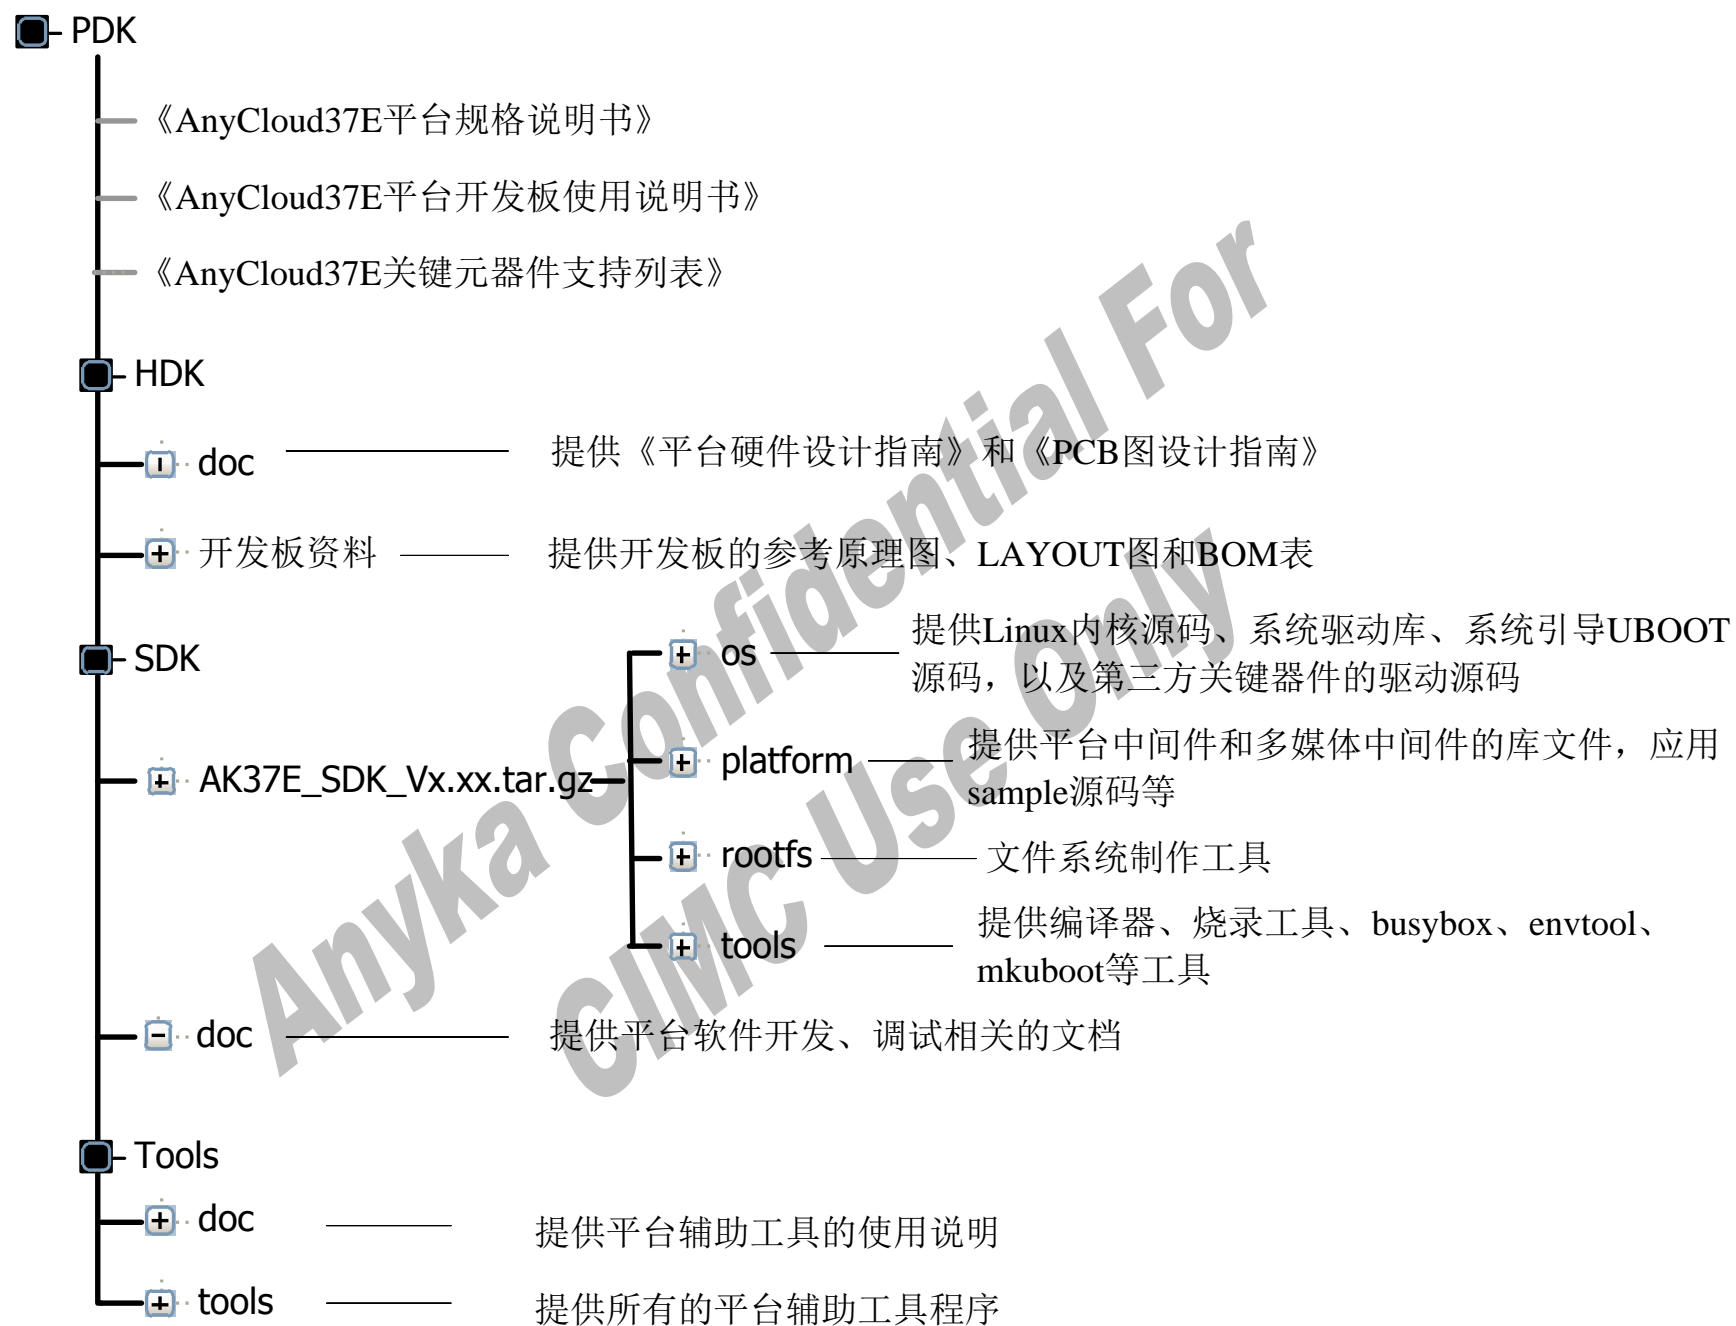 PDK
《AnyCloud37E平台规格说明书》
《AnyCloud37E平台开发板使用说明书》
《AnyCloud37E关键元器件支持列表》
HDK
doc 提供《平台硬件设计指南》和《PCB图设计指南》
开发板资料 提供开发板的参考原理图、LAYOUT图和BOM表
SDK
os 提供Linux内核源码、系统驱动库、系统引导UBOOT
源码，以及第三方关键器件的驱动源码
platform 提供平台中间件和多媒体中间件的库文件，应用
sample源码等
AK37E_SDK_Vx.xx.tar.gz
rootfs 文件系统制作工具
tools 提供编译器、烧录工具、busybox、envtool、
mkuboot等工具
doc 提供平台软件开发、调试相关的文档
Tools
doc 提供平台辅助工具的使用说明
tools 提供所有的平台辅助工具程序
Anyka Confidential For
CIMC Use Only